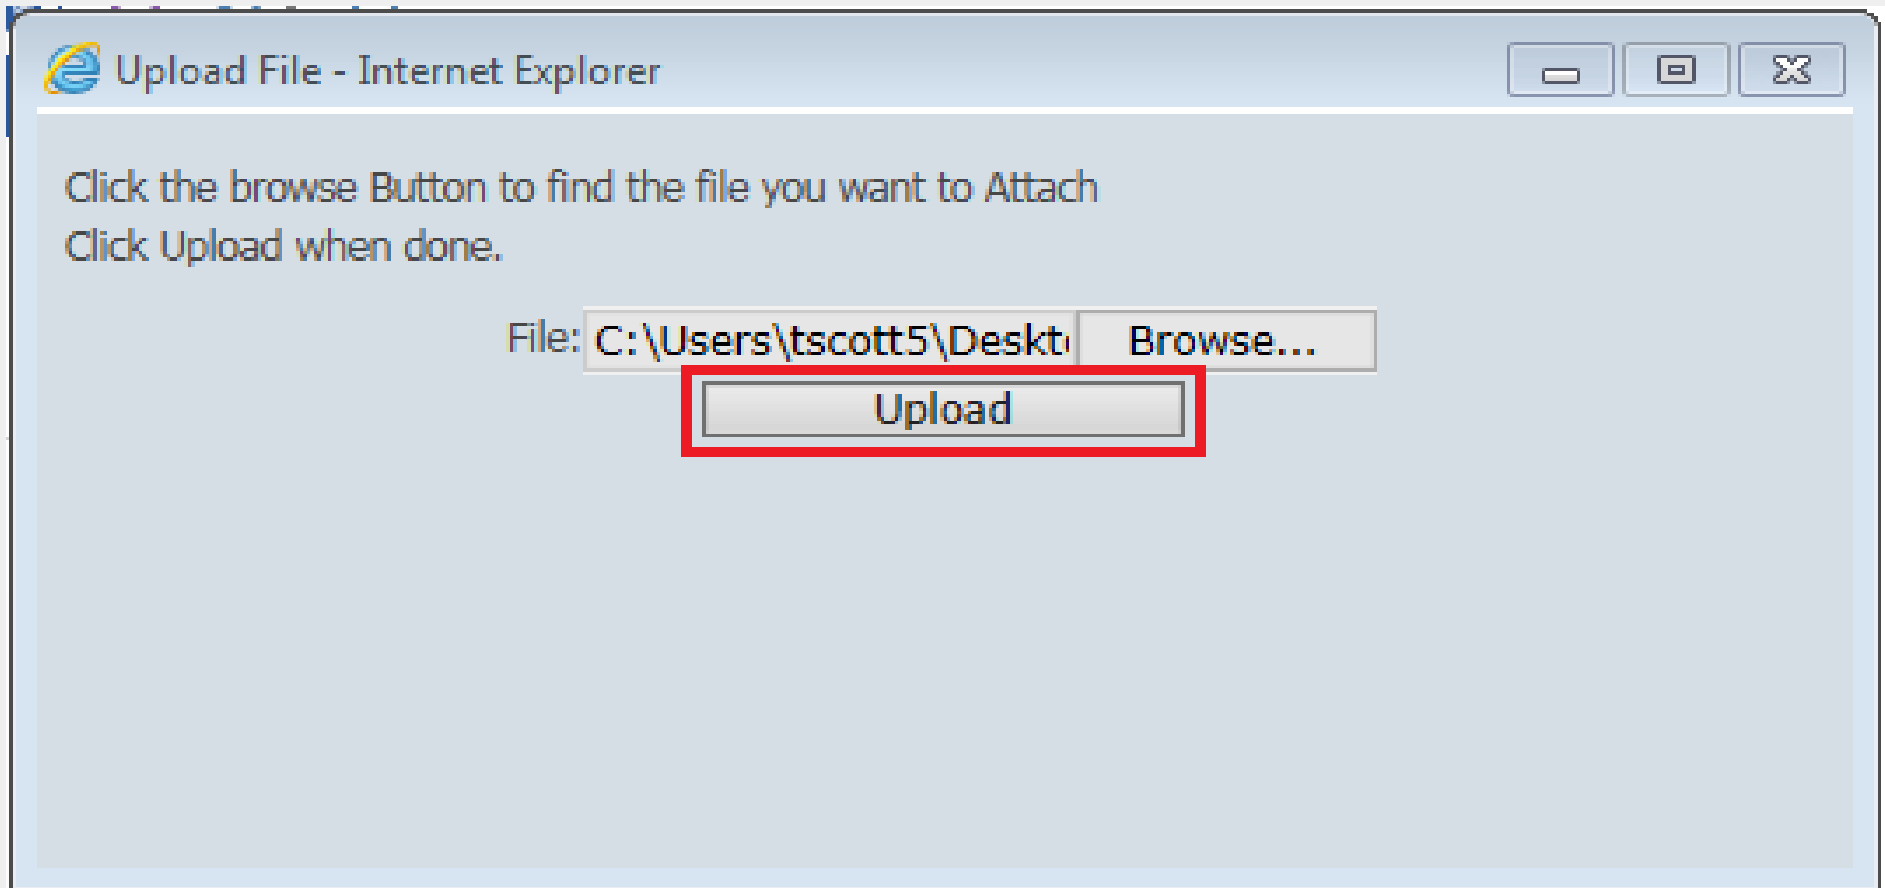 Upload File - Internet Explorer
Click the browse Button to find the file you want to Attach
Click Upload when done.
File: C:\Users\tscott5\Deskt Browse...
Upload